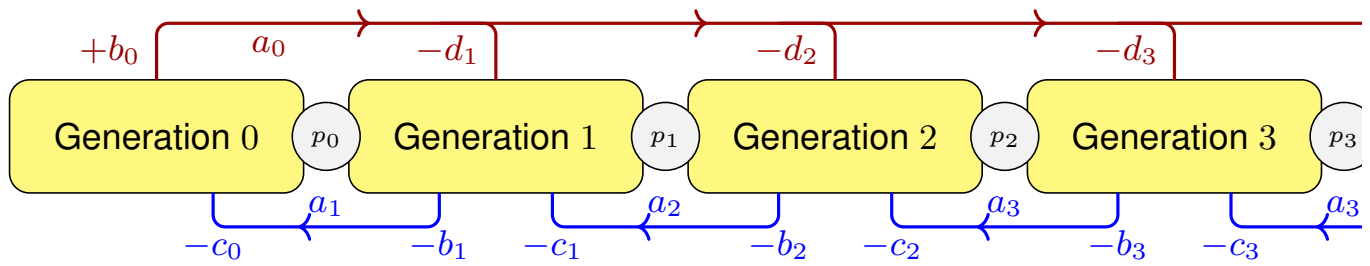 +b₀ a₀ −d₁ −d₂ −d₃
Generation 0 p₀ Generation 1 p₁ Generation 2 p₂ Generation 3 p₃
a₁ a₂ a₃ a₃
−c₀ −b₁ −c₁ −b₂ −c₂ −b₃ −c₃